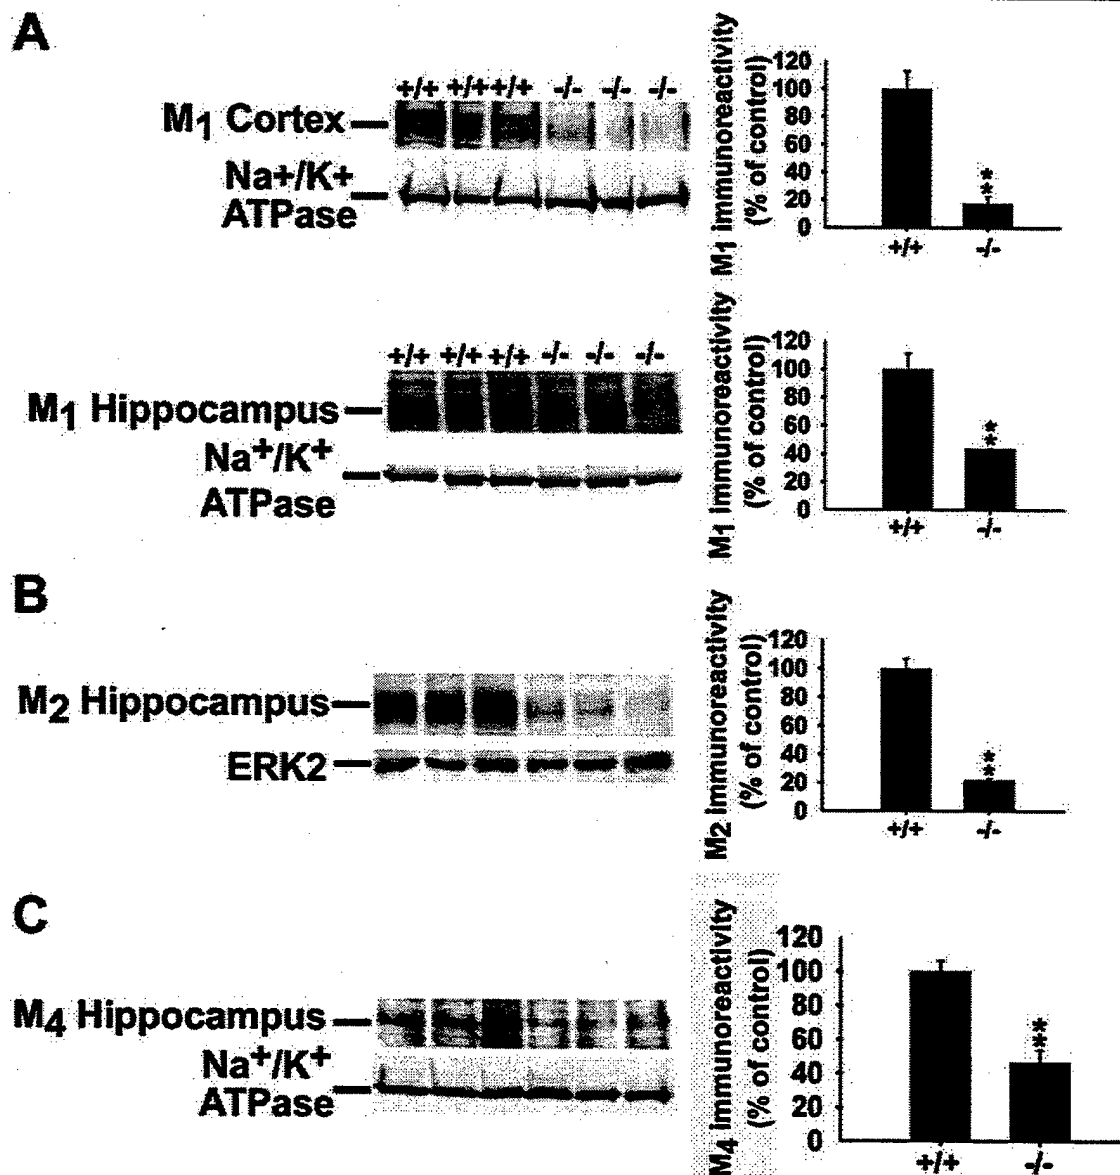 A
+/+ +/+ +/+ -/- -/- -/-
M1 Cortex
Na+/K+
ATPase
M1 immunoreactivity
(% of control)
120
100
80
60
40
20
0
**
+/+ -/-
+/+ +/+ +/+ -/- -/- -/-
M1 Hippocampus
Na+/K+
ATPase
M1 Immunoreactivity
(% of control)
120
100
80
60
40
20
0
**
+/+ -/-
B
M2 Hippocampus
ERK2
M2 Immunoreactivity
(% of control)
120
100
80
60
40
20
0
**
+/+ -/-
C
M4 Hippocampus
Na+/K+
ATPase
M4 Immunoreactivity
(% of control)
120
100
80
60
40
20
0
**
+/+ -/-